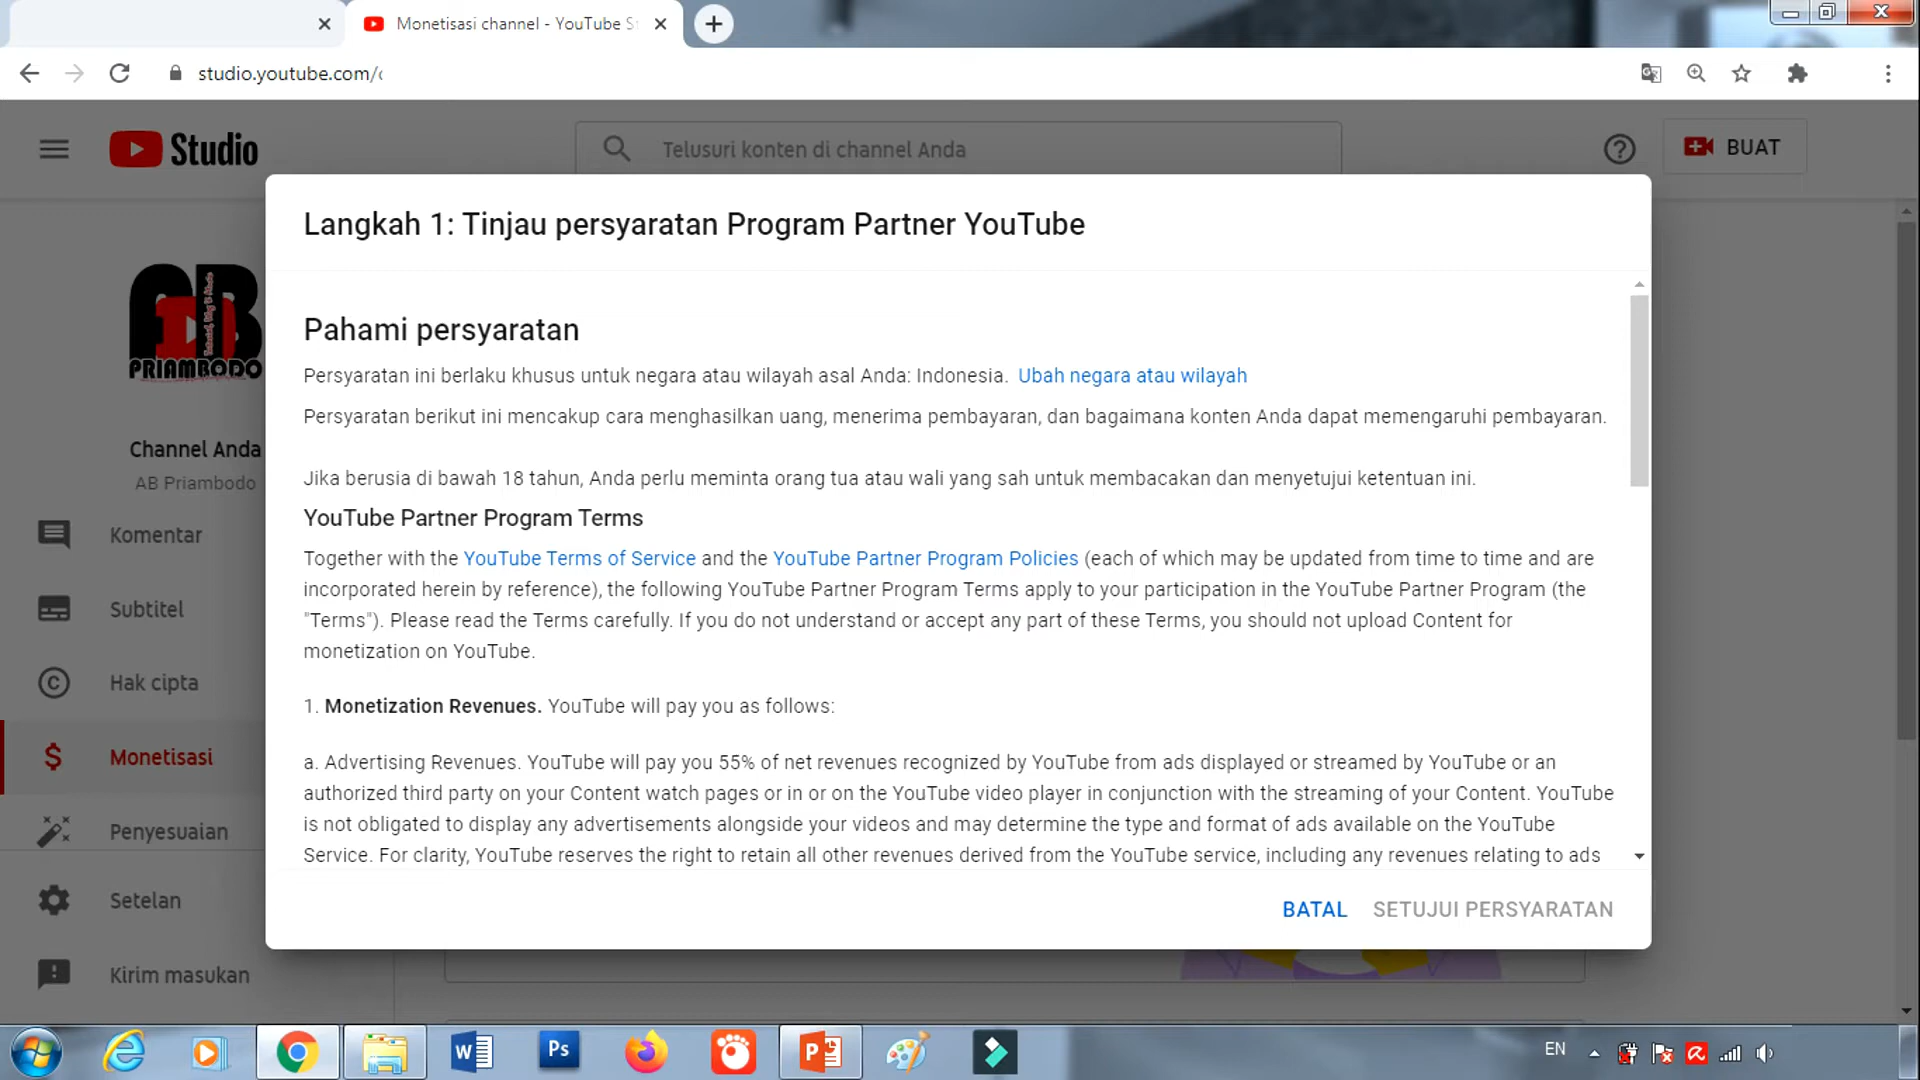 Monetisasi channel - YouTube S
studio.youtube.com/
Studio
Telusuri konten di channel Anda
BUAT
Langkah 1: Tinjau persyaratan Program Partner YouTube
AB
PRIAMBODO
Channel Anda
AB Priambodo
Komentar
Subtitel
Hak cipta
Monetisasi
Penyesuaian
Setelan
Kirim masukan
Pahami persyaratan
Persyaratan ini berlaku khusus untuk negara atau wilayah asal Anda: Indonesia. Ubah negara atau wilayah
Persyaratan berikut ini mencakup cara menghasilkan uang, menerima pembayaran, dan bagaimana konten Anda dapat memengaruhi pembayaran.
Jika berusia di bawah 18 tahun, Anda perlu meminta orang tua atau wali yang sah untuk membacakan dan menyetujui ketentuan ini.
YouTube Partner Program Terms
Together with the YouTube Terms of Service and the YouTube Partner Program Policies (each of which may be updated from time to time and are
incorporated herein by reference), the following YouTube Partner Program Terms apply to your participation in the YouTube Partner Program (the
"Terms"). Please read the Terms carefully. If you do not understand or accept any part of these Terms, you should not upload Content for
monetization on YouTube.
1. Monetization Revenues. YouTube will pay you as follows:
a. Advertising Revenues. YouTube will pay you 55% of net revenues recognized by YouTube from ads displayed or streamed by YouTube or an
authorized third party on your Content watch pages or in or on the YouTube video player in conjunction with the streaming of your Content. YouTube
is not obligated to display any advertisements alongside your videos and may determine the type and format of ads available on the YouTube
Service. For clarity, YouTube reserves the right to retain all other revenues derived from the YouTube service, including any revenues relating to ads
BATAL SETUJUI PERSYARATAN
W
Ps
P
EN